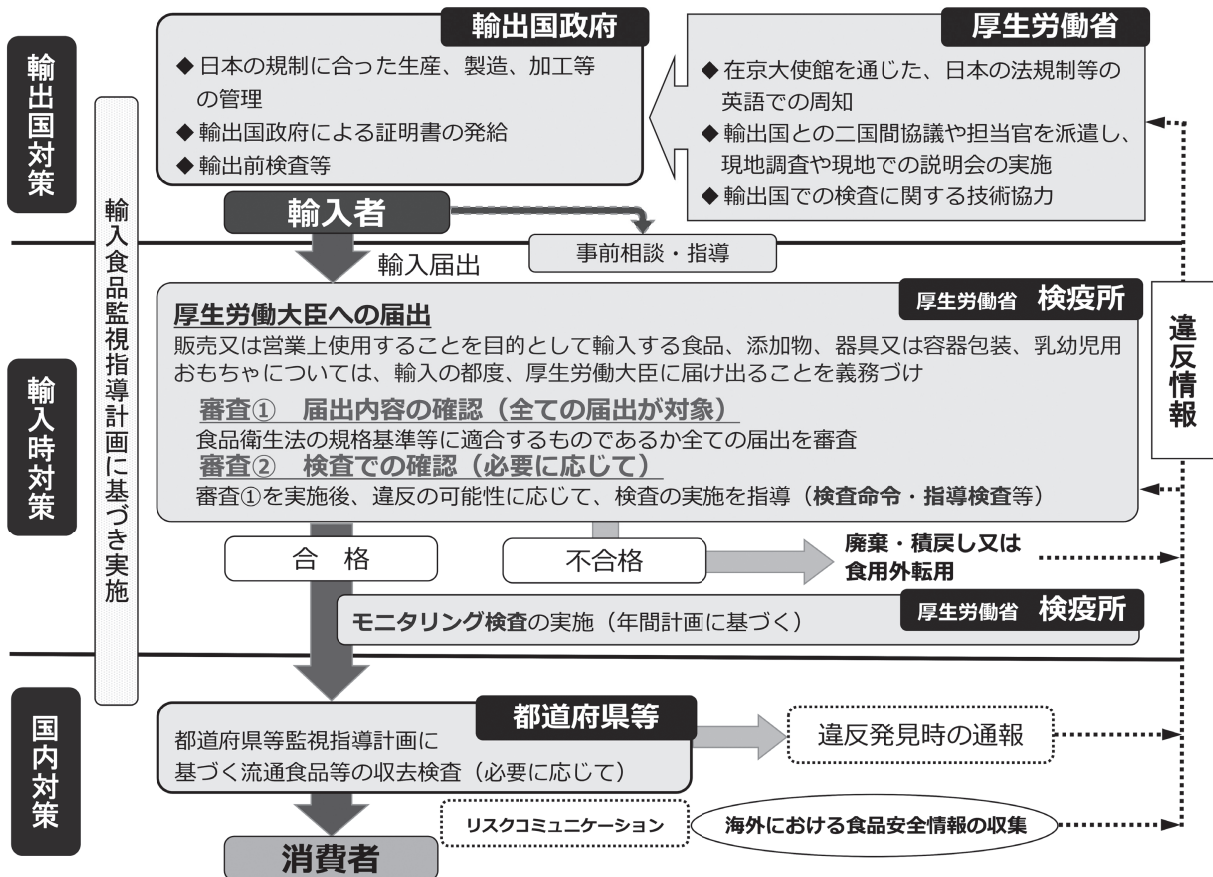 輸出国対策
輸出国政府
◆ 日本の規制に合った生産、製造、加工等
の管理
◆ 輸出国政府による証明書の発給
◆ 輸出前検査等
厚生労働省
◆ 在京大使館を通じた、日本の法規制等の
英語での周知
◆ 輸出国との二国間協議や担当官を派遣し、
現地調査や現地での説明会の実施
◆ 輸出国での検査に関する技術協力
輸入食品監視指導計画に基づき実施
輸入者
事前相談・指導
輸入届出
輸入時対策
厚生労働省 検疫所
厚生労働大臣への届出
販売又は営業上使用することを目的として輸入する食品、添加物、器具又は容器包装、乳幼児用
おもちゃについては、輸入の都度、厚生労働大臣に届け出ることを義務づけ
審査① 届出内容の確認（全ての届出が対象）
食品衛生法の規格基準等に適合するものであるか全ての届出を審査
審査② 検査での確認（必要に応じて）
審査①を実施後、違反の可能性に応じて、検査の実施を指導（検査命令・指導検査等）
違反情報
合 格
不合格
廃棄・積戻し又は
食用外転用
モニタリング検査の実施（年間計画に基づく）
厚生労働省 検疫所
国内対策
都道府県等
都道府県等監視指導計画に
基づく流通食品等の収去検査（必要に応じて）
違反発見時の通報
リスクコミュニケーション
海外における食品安全情報の収集
消費者